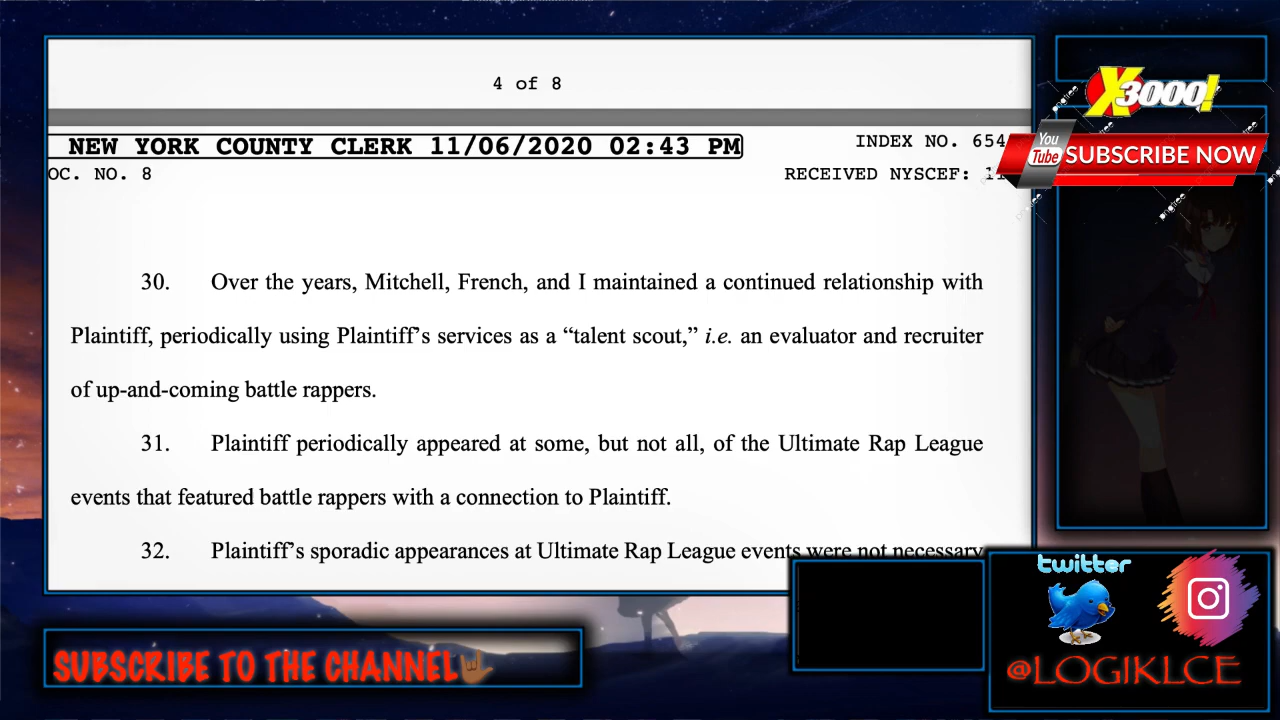 4 of 8
NEW YORK COUNTY CLERK 11/06/2020 02:43 PM
INDEX NO. 654
OC. NO. 8
RECEIVED NYSCEF: 11
30. Over the years, Mitchell, French, and I maintained a continued relationship with
Plaintiff, periodically using Plaintiff's services as a “talent scout,” i.e. an evaluator and recruiter
of up-and-coming battle rappers.
31. Plaintiff periodically appeared at some, but not all, of the Ultimate Rap League
events that featured battle rappers with a connection to Plaintiff.
32. Plaintiff's sporadic appearances at Ultimate Rap League events were not necessary
X3000!
You Tube SUBSCRIBE NOW
twitter
@LOGIKLCE
SUBSCRIBE TO THE CHANNEL